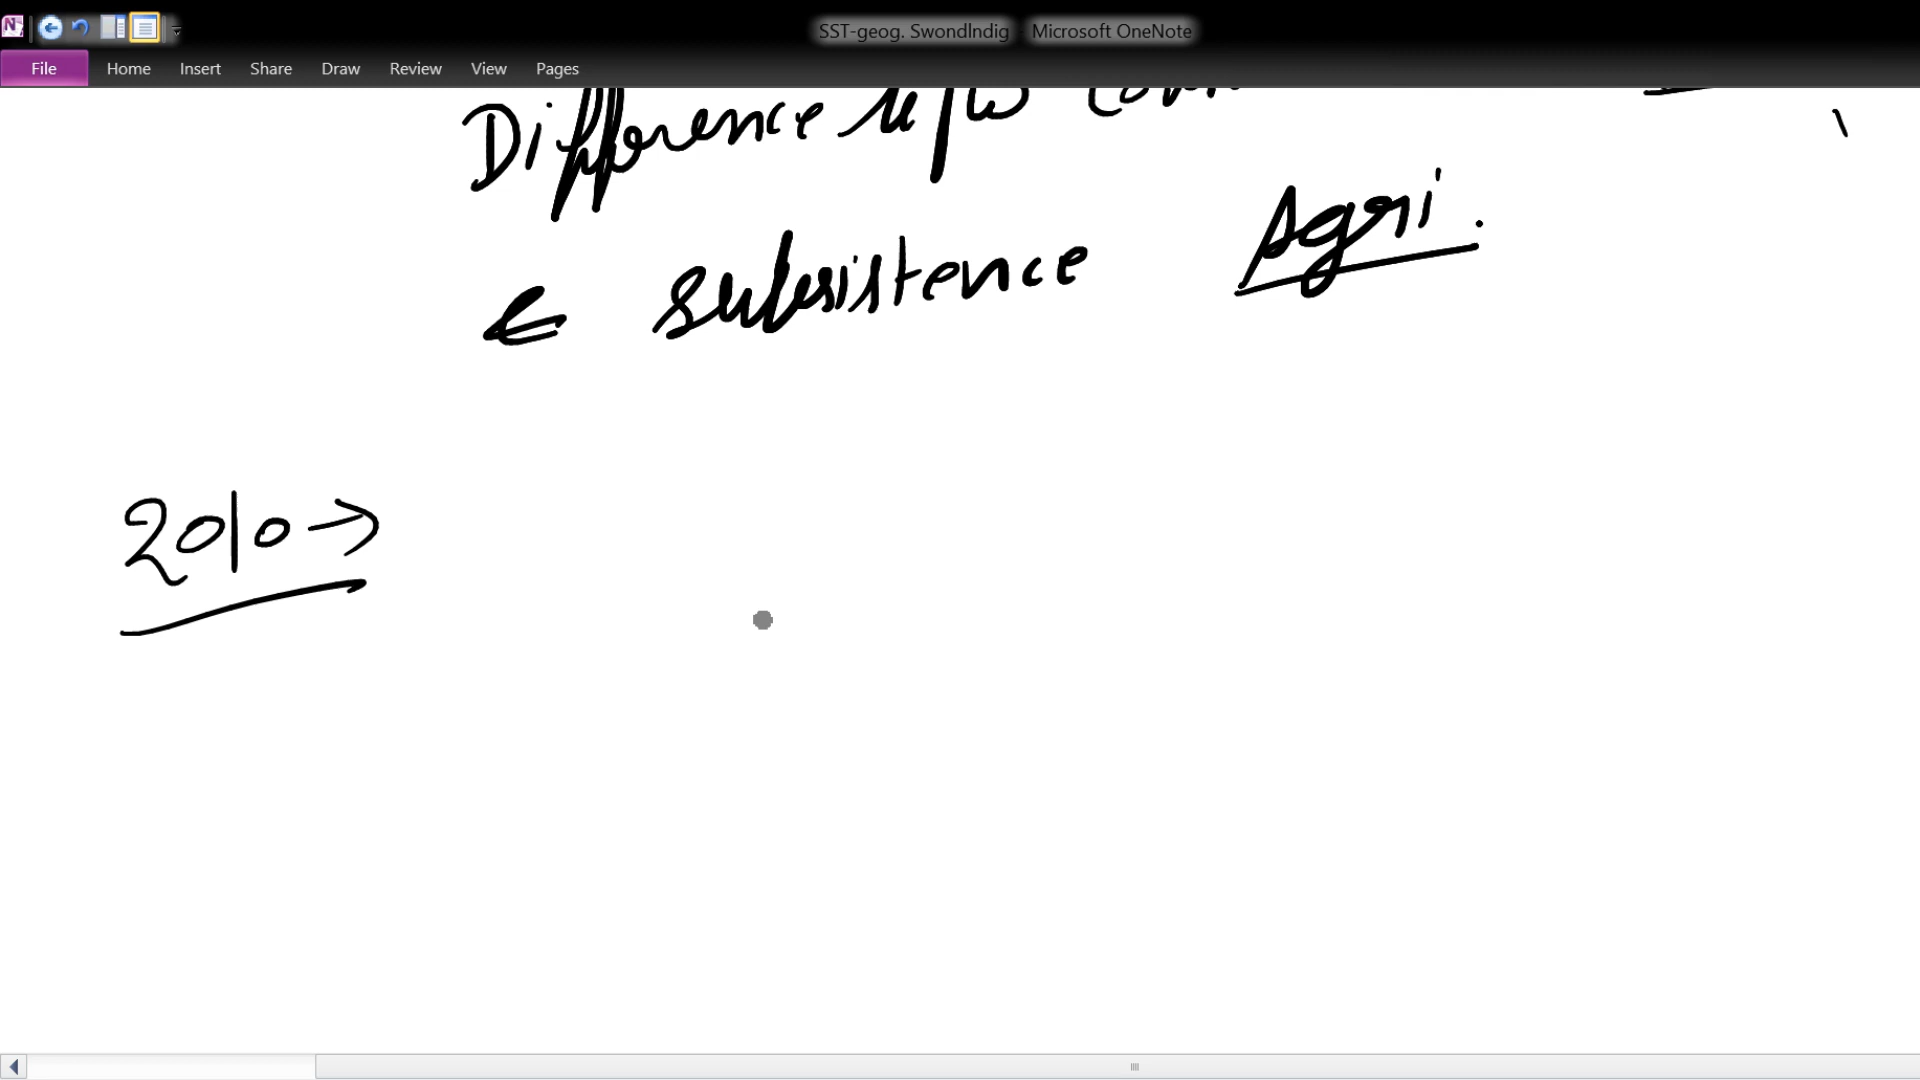 SST-geog. SwondIndig - Microsoft OneNote
File Home Insert Share Draw Review View Pages
Difference b/w
& subsistence Agri.
2010 →